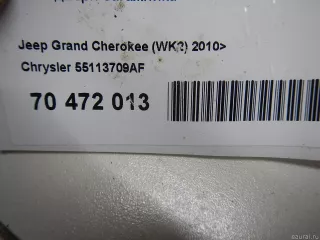 Jeep Grand Cherokee (WK2) 2010>
Chrysler 55113709AF
70 472 013